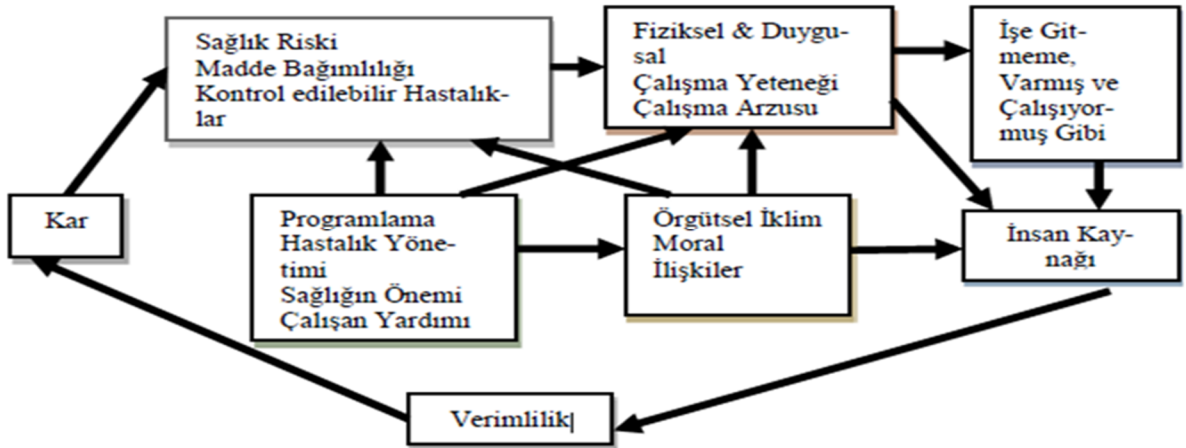 Sağlık Riski
Madde Bağımlılığı
Kontrol edilebilir Hastalık-
lar
Fiziksel & Duygu-
sal
Çalışma Yeteneği
Çalışma Arzusu
İşe Git-
meme,
Varmış ve
Çalışıyor-
muş Gibi
Kar
Programlama
Hastalık Yöne-
timi
Sağlığın Önemi
Çalışan Yardımı
Örgütsel İklim
Moral
İlişkiler
İnsan Kay-
nağı
Verimlilik